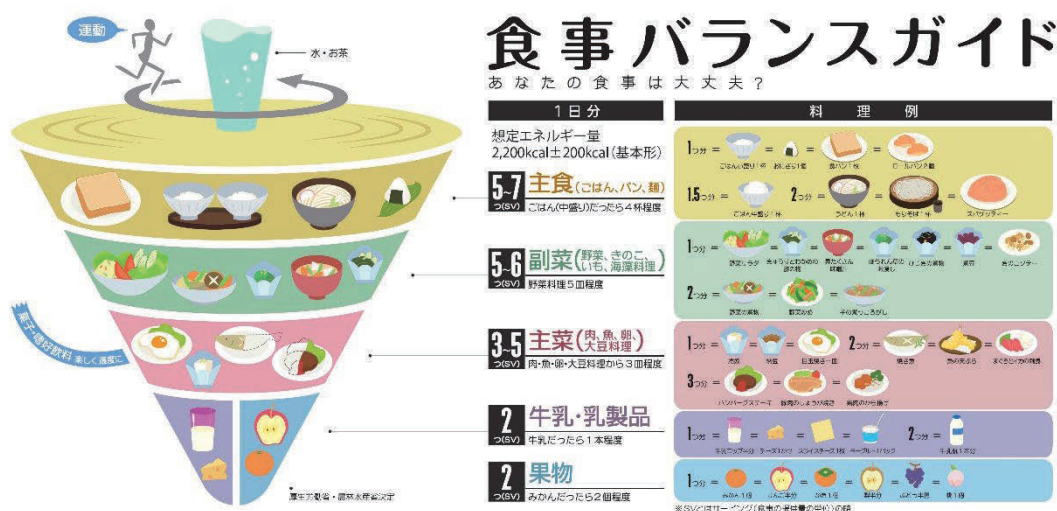 運動
水・お茶
食事バランスガイド
あなたの食事は大丈夫?
1日分
想定エネルギー量
2,200kcal±200kcal(基本形)
5~7 つ(SV)
主食(ごはん、パン、麺)
ごはん(中盛り)だったら4杯程度
5~6 つ(SV)
副菜(野菜、きのこ、いも、海藻料理)
野菜料理5皿程度
3~5 つ(SV)
主菜(肉、魚、卵、大豆料理)
肉・魚・卵・大豆料理から3皿程度
2 つ(SV)
牛乳・乳製品
牛乳だったら1本程度
2 つ(SV)
果物
みかんだったら2個程度
菓子・嗜好飲料 楽しく適度に
厚生労働省・農林水産省決定
料理例
1つ分 = ごはん小盛り1杯 = おにぎり1個 = 食パン1枚 = ロールパン2個
1.5つ分 = ごはん中盛り1杯 2つ分 = うどん1杯 = もりそば1杯 = スパゲッティー
1つ分 = 野菜サラダ = きゅうりとわかめの酢の物 = 具たくさん味噌汁 = ほうれん草のお浸し = ひじきの煮物 = 煮豆 = きのこソテー
2つ分 = 野菜の煮物 = 野菜炒め = 芋の煮っころがし
1つ分 = 冷奴 = 納豆 = 目玉焼き一皿 2つ分 = 焼き魚 = 魚の天ぷら = まぐろとイカの刺身
3つ分 = ハンバーグステーキ = 豚肉のしょうが焼き = 鶏肉のから揚げ
1つ分 = 牛乳コップ半分 = チーズ1かけ = スライスチーズ1枚 = ヨーグルト1パック 2つ分 = 牛乳瓶1本分
1つ分 = みかん1個 = りんご半分 = かき1個 = 梨半分 = ぶどう半房 = 桃1個
※SVとはサービング(食事の提供量の単位)の略